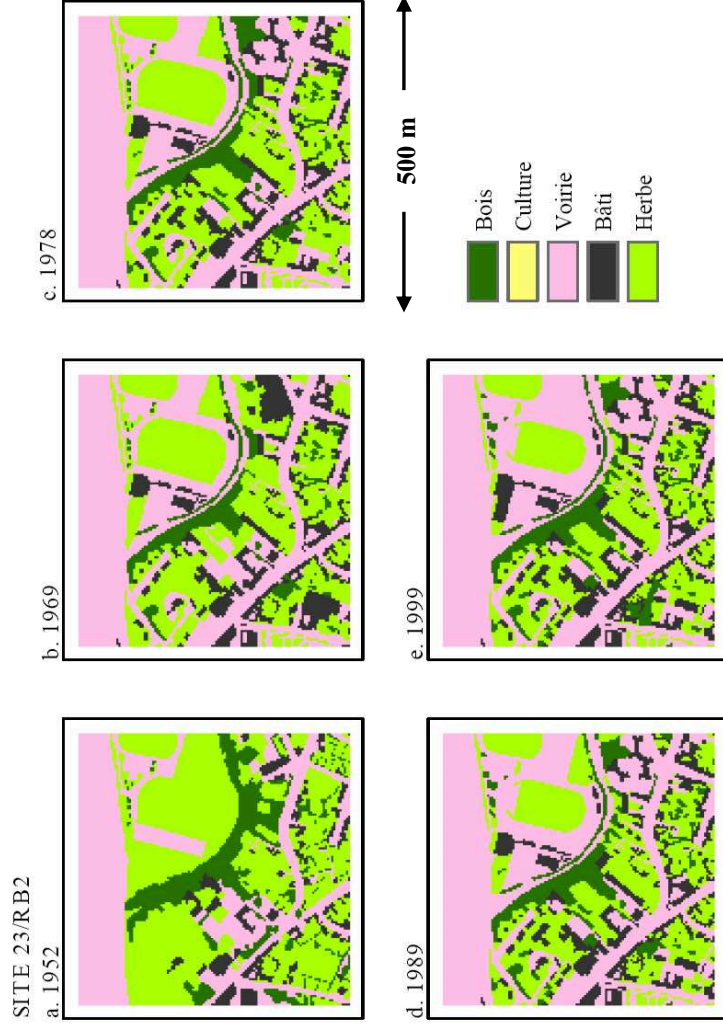 SITE 23/RB2
a. 1952
b. 1969
c. 1978
d. 1989
e. 1999
500 m
Bois
Culture
Voirie
Bâti
Herbe